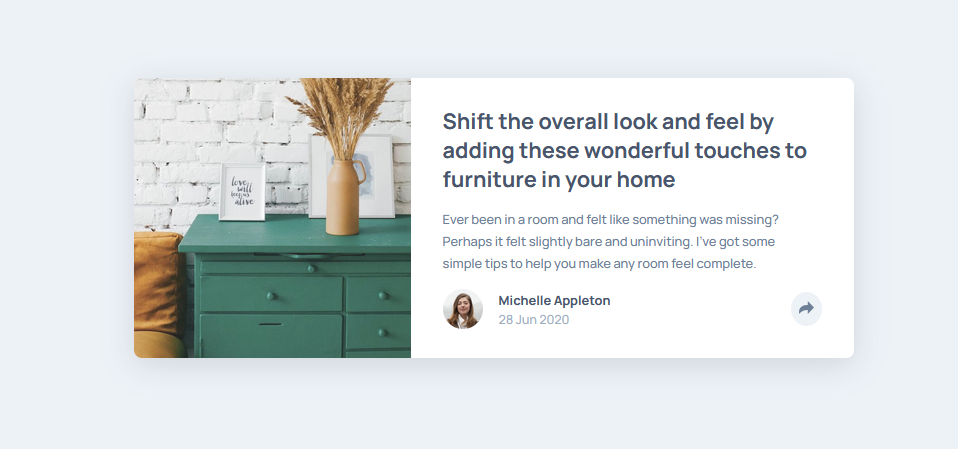 love
will
keep us
alive
Shift the overall look and feel by
adding these wonderful touches to
furniture in your home
Ever been in a room and felt like something was missing?
Perhaps it felt slightly bare and uninviting. I’ve got some
simple tips to help you make any room feel complete.
Michelle Appleton
28 Jun 2020